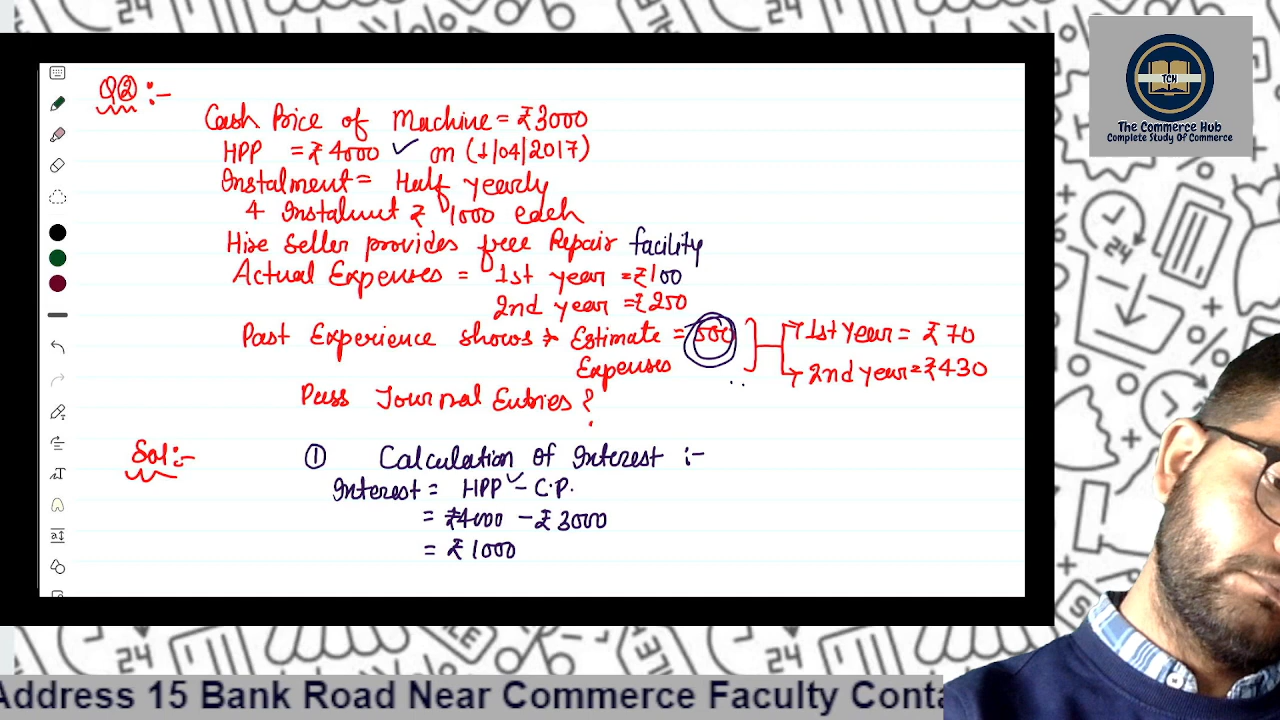 Q②:-
Cash Price of Machine = ₹3000
HPP = ₹4000 ✓ on (1/04/2017)
Instalment = Half yearly
4 Instalment ₹ 1000 each
Hire Seller provides free Repair facility
Actual Expenses = 1st year = ₹100
2nd year = ₹250
Past Experience shows → Estimate Expenses = 500
1st Year = ₹70
2nd year = ₹430
Pass Journal Entries?
Sol:-
① Calculation of Interest :-
Interest = HPP - C.P.
= ₹4000 - ₹3000
= ₹1000
TCH
The Commerce Hub
Complete Study Of Commerce
Address 15 Bank Road Near Commerce Faculty Conta